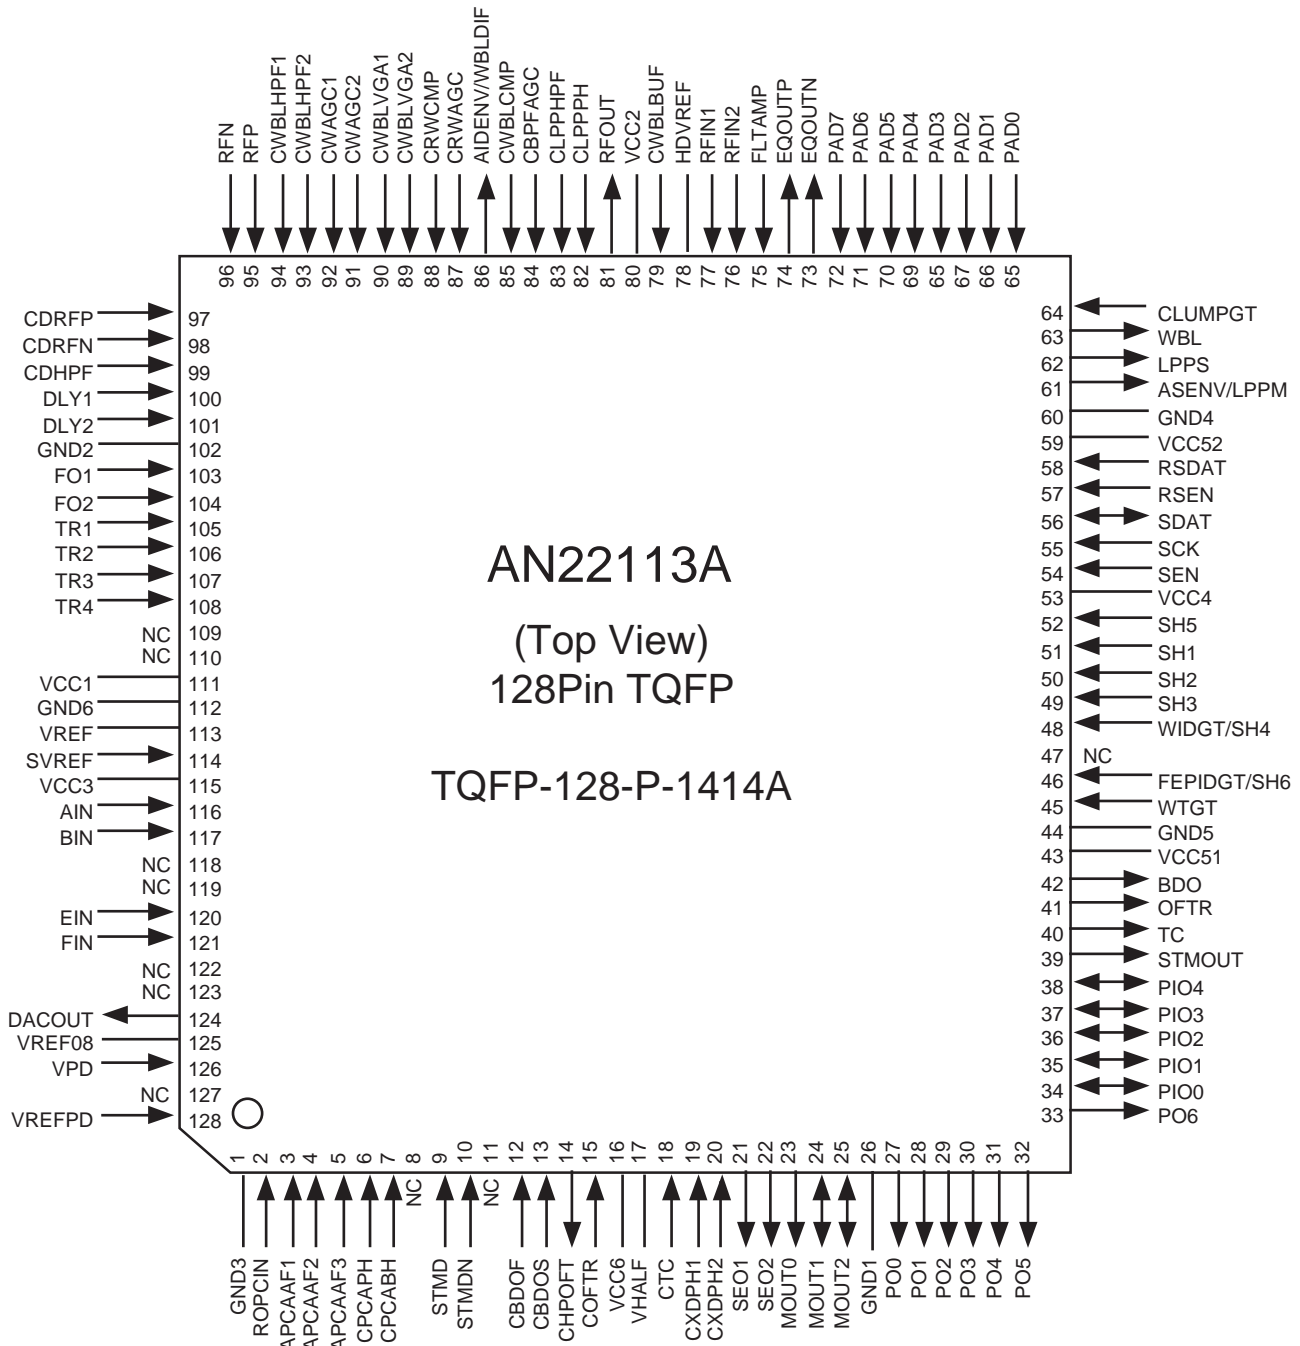 RFN
RFP
CWBLHPF1
CWBLHPF2
CWAGC1
CWAGC2
CWBLVGA1
CWBLVGA2
CRWCMP
CRWAGC
AIDENV/WBLDIF
CWBLCMP
CBPFAGC
CLPPHPF
CLPPPH
RFOUT
VCC2
CWBLBUF
HDVREF
RFIN1
RFIN2
FLTAMP
EQOUTP
EQOUTN
PAD7
PAD6
PAD5
PAD4
PAD3
PAD2
PAD1
PAD0
96
95
94
93
92
91
90
89
88
87
86
85
84
83
82
81
80
79
78
77
76
75
74
73
72
71
70
69
65
67
66
65
CDRFP 97
CDRFN 98
CDHPF 99
DLY1 100
DLY2 101
GND2 102
FO1 103
FO2 104
TR1 105
TR2 106
TR3 107
TR4 108
NC 109
NC 110
VCC1 111
GND6 112
VREF 113
SVREF 114
VCC3 115
AIN 116
BIN 117
NC 118
NC 119
EIN 120
FIN 121
NC 122
NC 123
DACOUT 124
VREF08 125
VPD 126
NC 127
VREFPD 128
AN22113A
(Top View)
128Pin TQFP
TQFP-128-P-1414A
64 CLUMPGT
63 WBL
62 LPPS
61 ASENV/LPPM
60 GND4
59 VCC52
58 RSDAT
57 RSEN
56 SDAT
55 SCK
54 SEN
53 VCC4
52 SH5
51 SH1
50 SH2
49 SH3
48 WIDGT/SH4
47 NC
46 FEPIDGT/SH6
45 WTGT
44 GND5
43 VCC51
42 BDO
41 OFTR
40 TC
39 STMOUT
38 PIO4
37 PIO3
36 PIO2
35 PIO1
34 PIO0
33 PO6
1
2
3
4
5
6
7
8
9
10
11
12
13
14
15
16
17
18
19
20
21
22
23
24
25
26
27
28
29
30
31
32
GND3
ROPCIN
APCAAF1
APCAAF2
APCAAF3
CPCAPH
CPCABH
NC
STMD
STMDN
NC
CBDOF
CBDOS
CHPOFT
COFTR
VCC6
VHALF
CTC
CXDPH1
CXDPH2
SEO1
SEO2
MOUT0
MOUT1
MOUT2
GND1
PO0
PO1
PO2
PO3
PO4
PO5